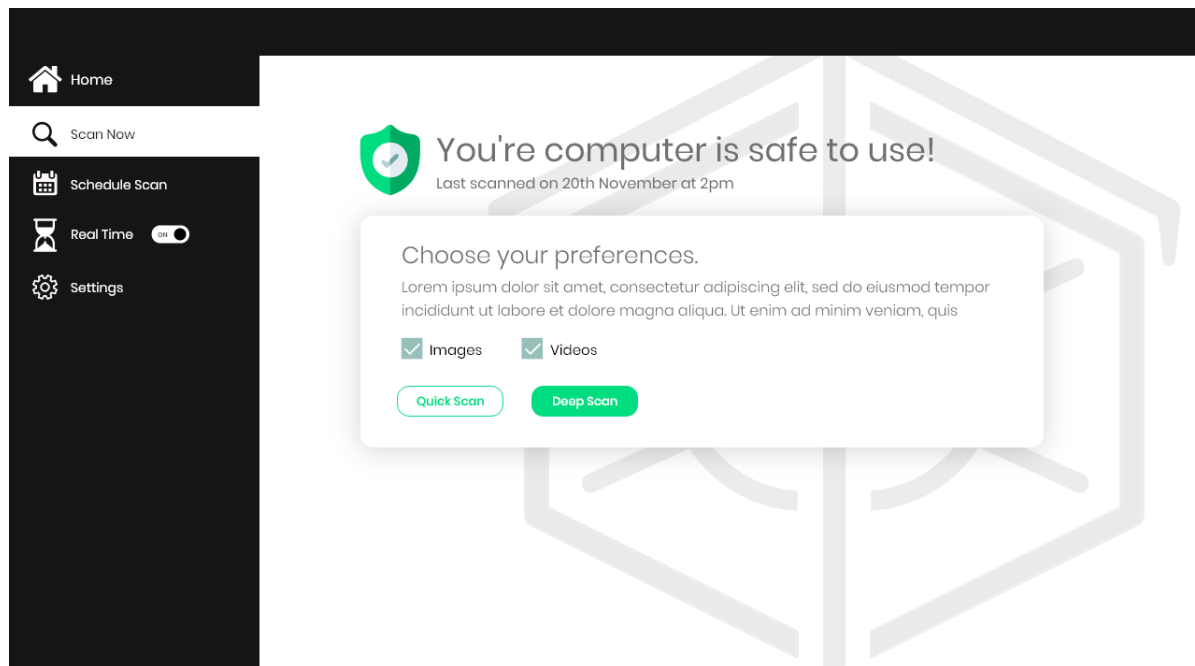 Home
Scan Now
Schedule Scan
Real Time ON
Settings
You're computer is safe to use!
Last scanned on 20th November at 2pm
Choose your preferences.
Lorem ipsum dolor sit amet, consectetur adipiscing elit, sed do eiusmod tempor
incididunt ut labore et dolore magna aliqua. Ut enim ad minim veniam, quis
Images Videos
Quick Scan Deep Scan